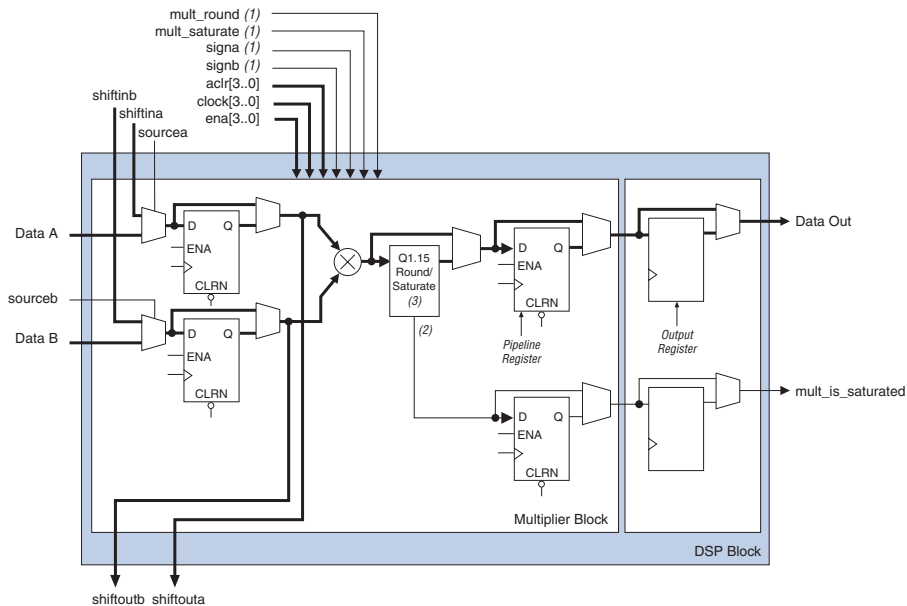 mult_round (1)
mult_saturate (1)
signa (1)
signb (1)
aclr[3..0]
clock[3..0]
ena[3..0]
shiftinb
shiftina
sourcea
Data A
D Q
ENA
CLRN
sourceb
Data B
D Q
ENA
CLRN
Q1.15
Round/
Saturate
(3)
(2)
D Q
ENA
CLRN
Pipeline
Register
Output
Register
Data Out
D Q
ENA
CLRN
mult_is_saturated
Multiplier Block
DSP Block
shiftoutb shiftouta